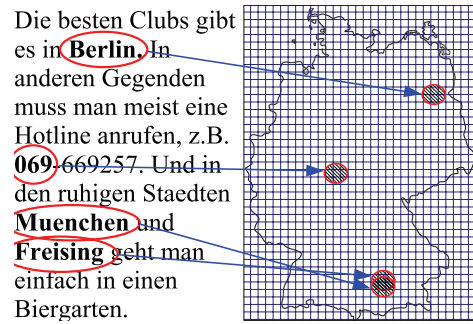 Die besten Clubs gibt
es in Berlin. In
anderen Gegenden
muss man meist eine
Hotline anrufen, z.B.
069-669257. Und in
den ruhigen Staedten
Muenchen und
Freising geht man
einfach in einen
Biergarten.